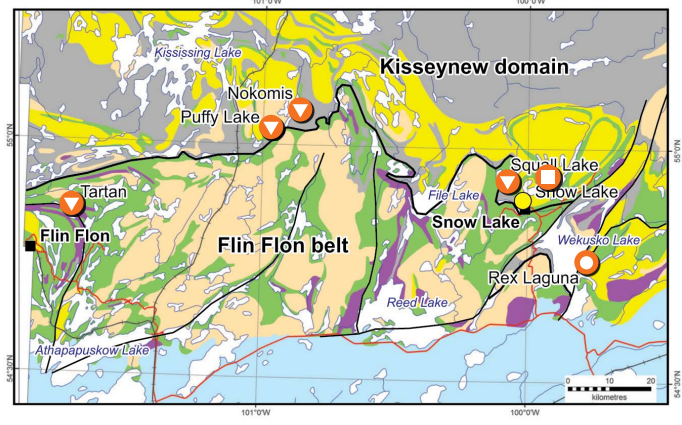 101°0'W
100°0'W
Kississing Lake
Kisseynew domain
Nokomis
Puffy Lake
55°0'N
55°0'N
Squall Lake
Tartan
File Lake
Snow Lake
Snow Lake
Flin Flon
Flin Flon belt
Wekusko Lake
Rex Laguna
Reed Lake
Athapapuskow Lake
54°30'N
54°30'N
0 10 20
kilometres
101°0'W
100°0'W